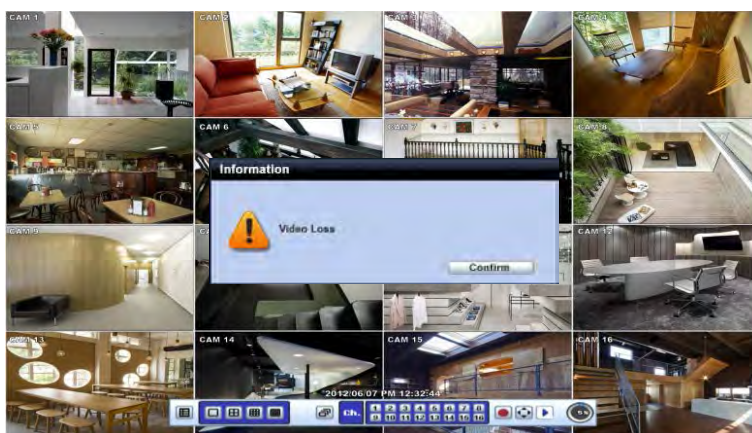 CAM 1
CAM 2
CAM 3
CAM 4
CAM 5
CAM 6
CAM 7
CAM 8
Information
Video Loss
Confirm
CAM 9
CAM 12
CAM 13
CAM 14
CAM 15
CAM 16
2012/06/07 PM 12:32:44
Ch.
1 2 3 4 5 6 7 8
9 10 11 12 13 14 15 16